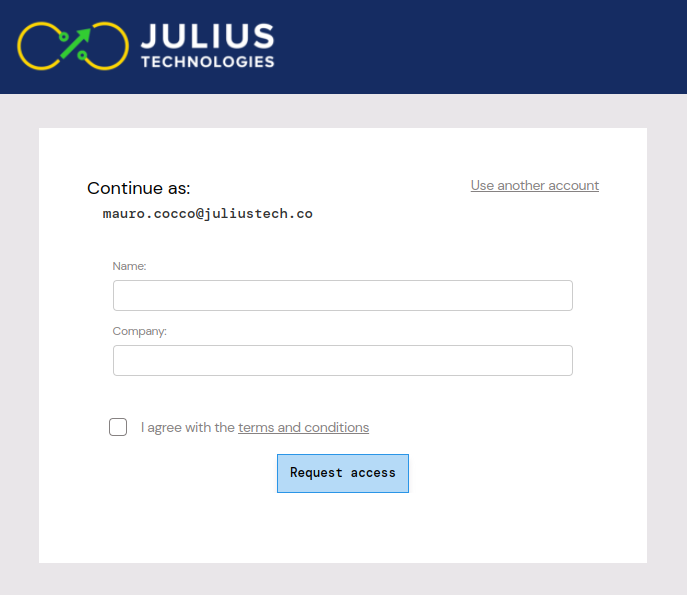 JULIUS
TECHNOLOGIES
Continue as:
Use another account
mauro.cocco@juliustech.co
Name:
Company:
I agree with the terms and conditions
Request access